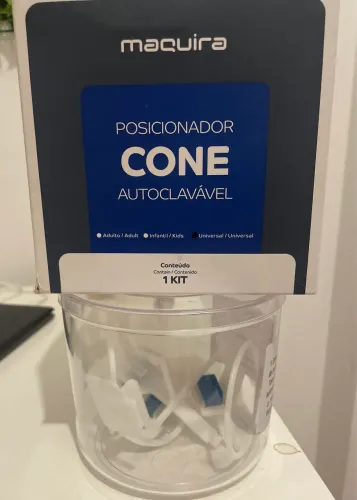 maquira
POSICIONADOR
CONE
AUTOCLAVÁVEL
Adulto / Adult Infantil / Kids Universal / Universal
Conteúdo
Contain / Contenido
1 KIT